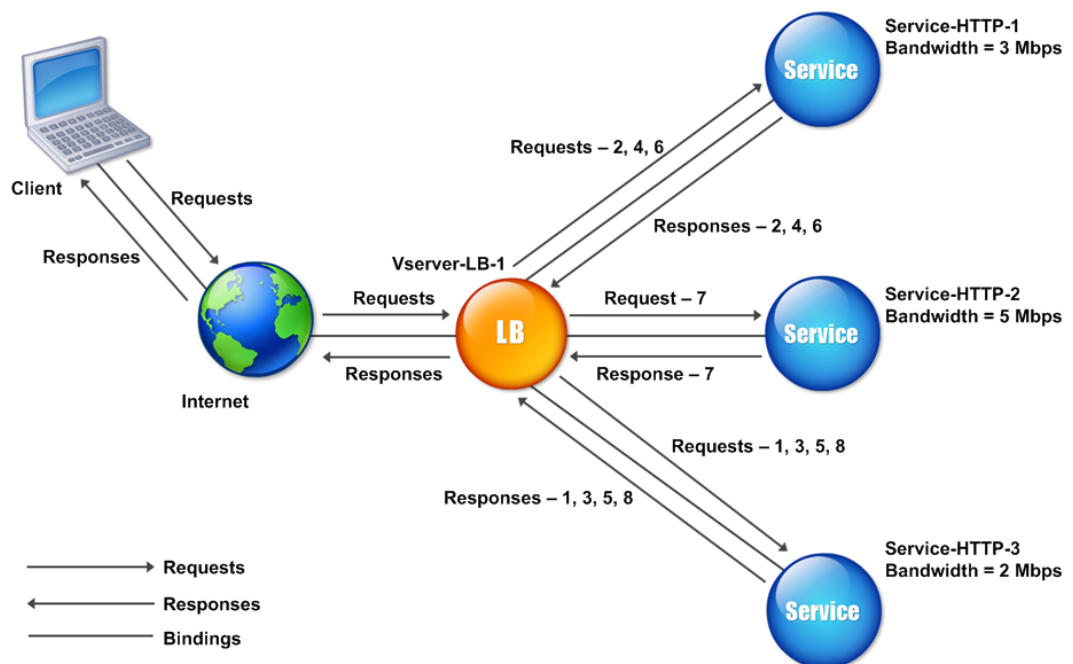 Service-HTTP-1
Bandwidth = 3 Mbps
Service
Requests – 2, 4, 6
Client
Requests
Responses
Responses – 2, 4, 6
Vserver-LB-1
Service-HTTP-2
Bandwidth = 5 Mbps
Requests
Request – 7
LB
Service
Responses
Response – 7
Internet
Requests – 1, 3, 5, 8
Responses – 1, 3, 5, 8
Service-HTTP-3
Bandwidth = 2 Mbps
Service
Requests
Responses
Bindings